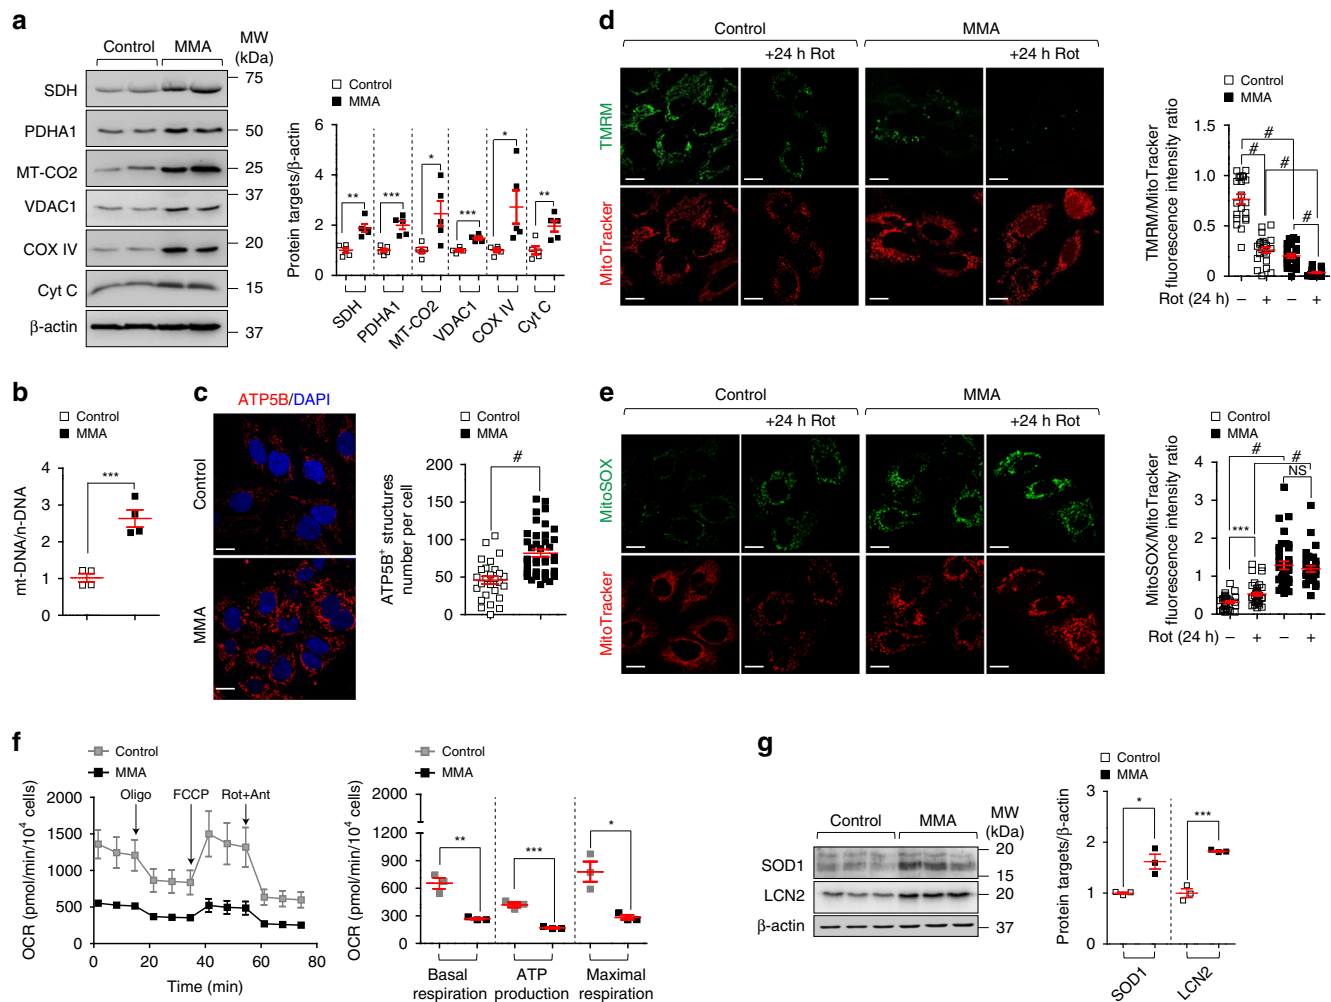 a
Control MMA MW (kDa)
SDH
PDHA1
MT-CO2
VDAC1
COX IV
Cyt C
β-actin
75
50
25
37
20
15
37
Control
MMA
Protein targets/β-actin
6
4
2
0
** *** * *** * **
SDH PDHA1 MT-CO2 VDAC1 COX IV Cyt C
b
Control
MMA
mt-DNA/n-DNA
4
3
2
1
0
***
c
ATP5B/DAPI
Control
MMA
Control
MMA
ATP5B+ structures
number per cell
200
150
100
50
0
#
d
Control MMA
+24 h Rot +24 h Rot
TMRM
MitoTracker
Control
MMA
TMRM/MitoTracker
fluorescence intensity ratio
1.5
1.0
0.5
0
# # # #
Rot (24 h) – + – +
e
Control MMA
+24 h Rot +24 h Rot
MitoSOX
MitoTracker
Control
MMA
MitoSOX/MitoTracker
fluorescence intensity ratio
4
3
2
1
0
# #
NS
***
Rot (24 h) – + – +
f
Control
MMA
OCR (pmol/min/10⁴ cells)
2000
1500
1000
500
0
Oligo FCCP Rot+Ant
0 20 40 60 80
Time (min)
Control
MMA
OCR (pmol/min/10⁴ cells)
2000
1200
900
600
300
0
** *** *
Basal respiration
ATP production
Maximal respiration
g
Control MMA MW (kDa)
SOD1
LCN2
β-actin
20
15
20
37
Control
MMA
Protein targets/β-actin
3
2
1
0
* ***
SOD1 LCN2